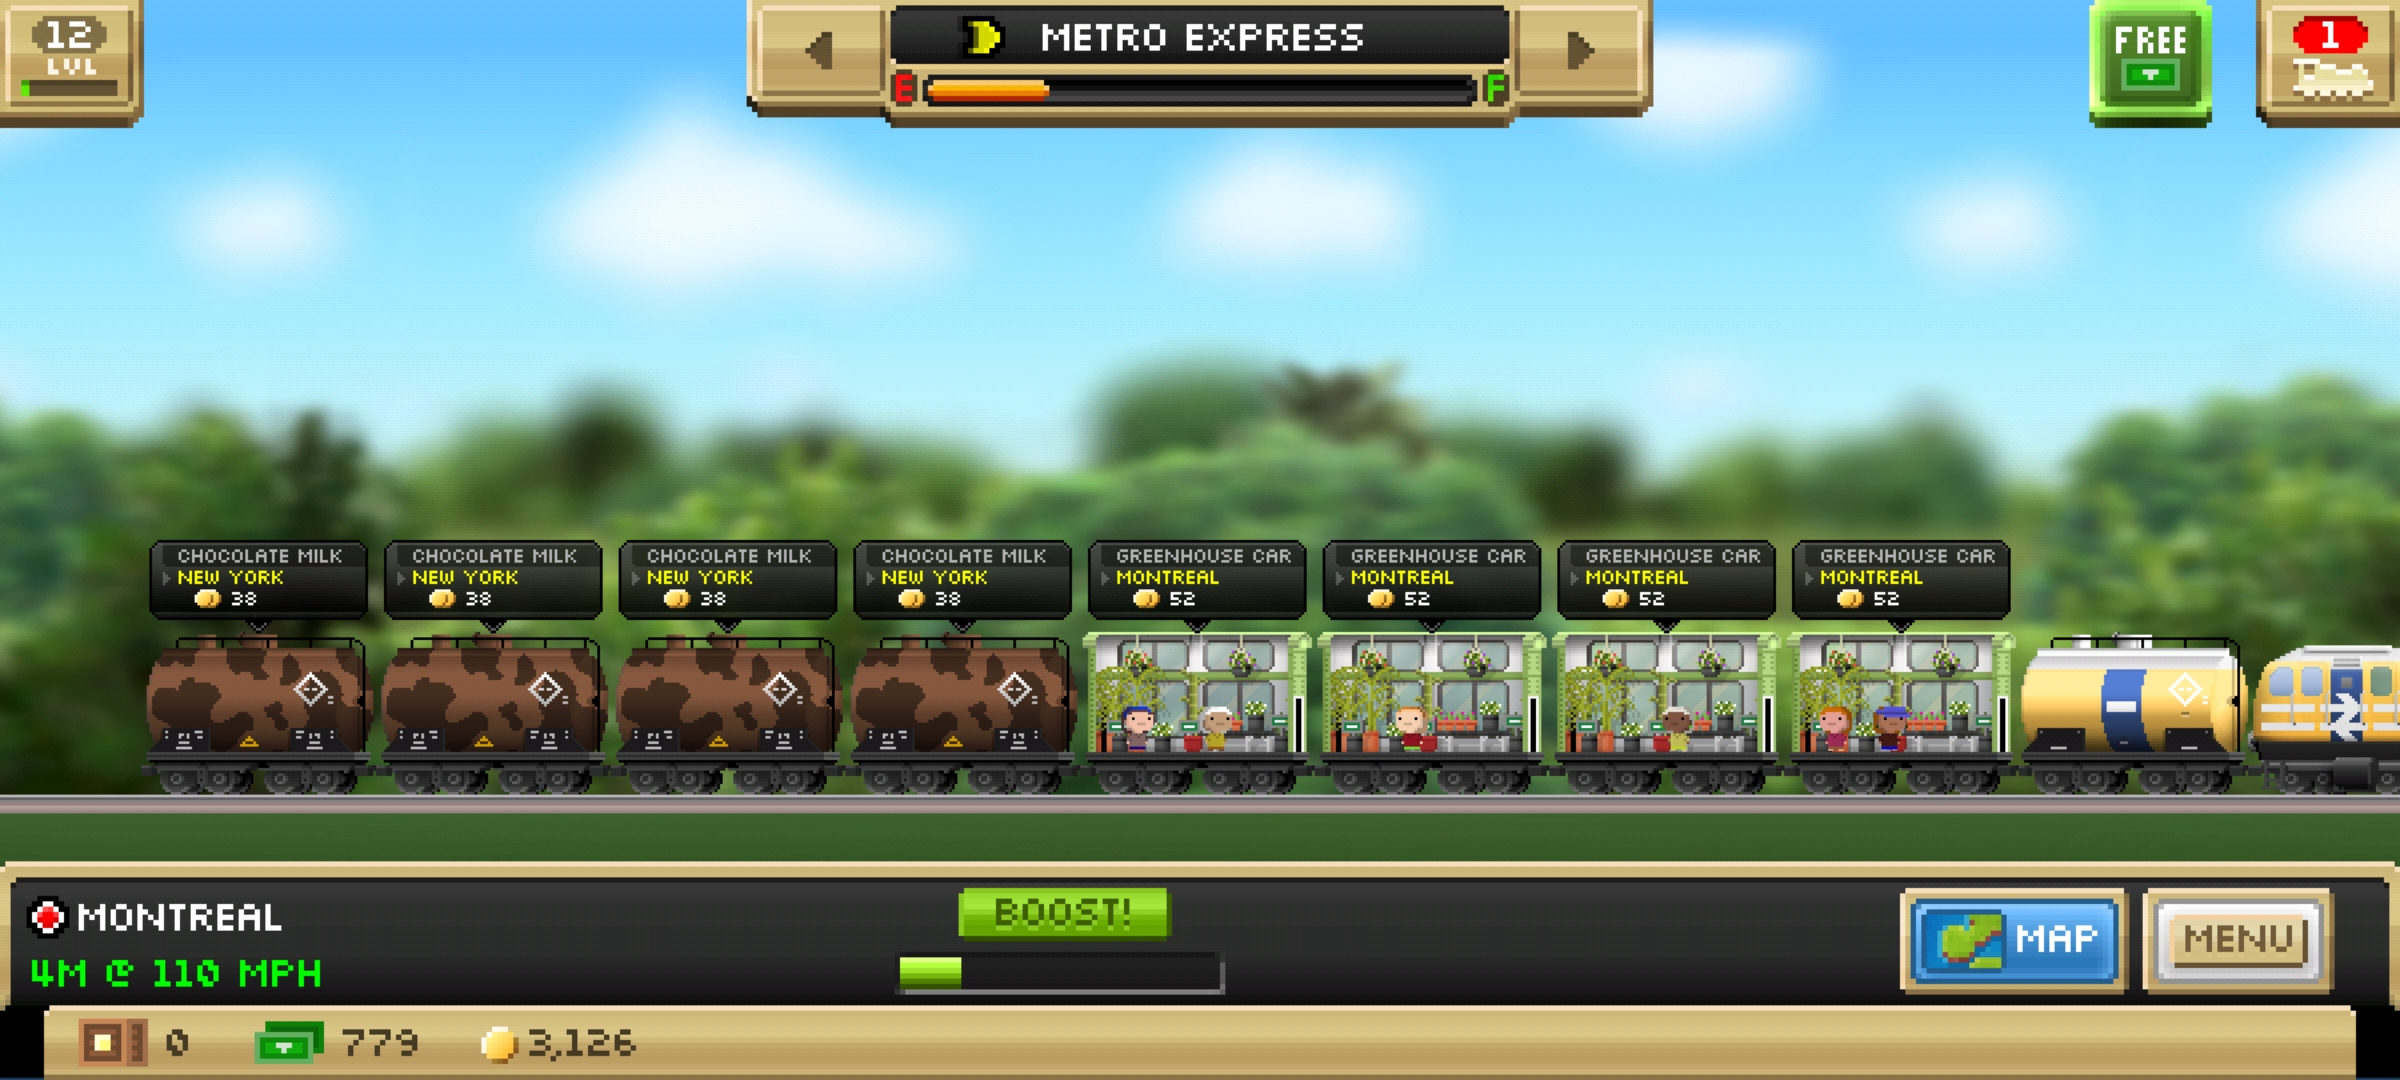 12
LVL
METRO EXPRESS
E F
FREE
1
CHOCOLATE MILK
NEW YORK
38
CHOCOLATE MILK
NEW YORK
38
CHOCOLATE MILK
NEW YORK
38
CHOCOLATE MILK
NEW YORK
38
GREENHOUSE CAR
MONTREAL
52
GREENHOUSE CAR
MONTREAL
52
GREENHOUSE CAR
MONTREAL
52
GREENHOUSE CAR
MONTREAL
52
MONTREAL
4M @ 110 MPH
BOOST!
MAP
MENU
0
779
3,126